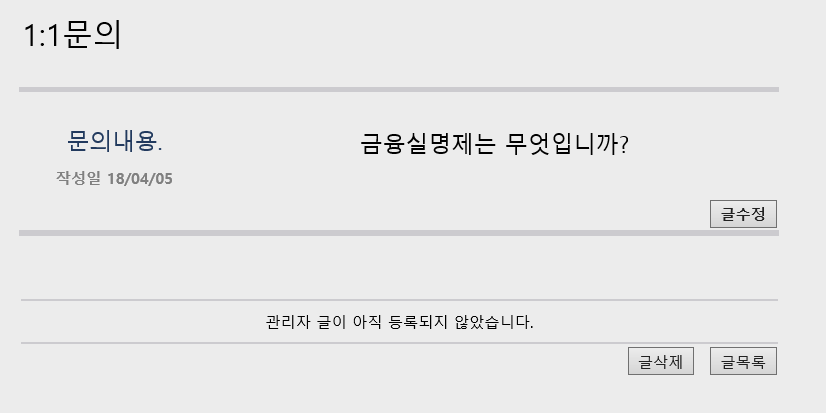 1:1문의
문의내용.
금융실명제는 무엇입니까?
작성일 18/04/05
글수정
관리자 글이 아직 등록되지 않았습니다.
글삭제 글목록